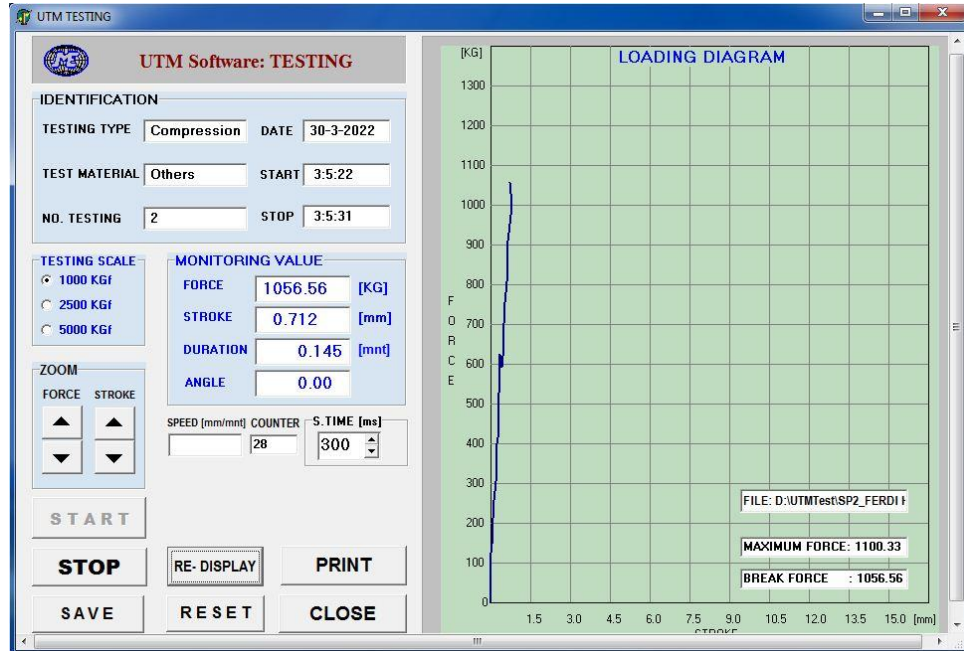 UTM TESTING
UTM Software: TESTING
IDENTIFICATION
TESTING TYPE Compression DATE 30-3-2022
TEST MATERIAL Others START 3:5:22
NO. TESTING 2 STOP 3:5:31
TESTING SCALE
1000 KGf
2500 KGf
5000 KGf
MONITORING VALUE
FORCE 1056.56 [KG]
STROKE 0.712 [mm]
DURATION 0.145 [mnt]
ANGLE 0.00
ZOOM
FORCE STROKE
SPEED [mm/mnt] COUNTER S.TIME [ms]
28 300
START
STOP RE- DISPLAY PRINT
SAVE RESET CLOSE
[KG] LOADING DIAGRAM
1300
1200
1100
1000
900
800
700
600
500
400
300
200
100
0
FORCE
FILE: D:\UTMTest\SP2_FERDI
MAXIMUM FORCE: 1100.33
BREAK FORCE : 1056.56
1.5 3.0 4.5 6.0 7.5 9.0 10.5 12.0 13.5 15.0 [mm]
STROKE